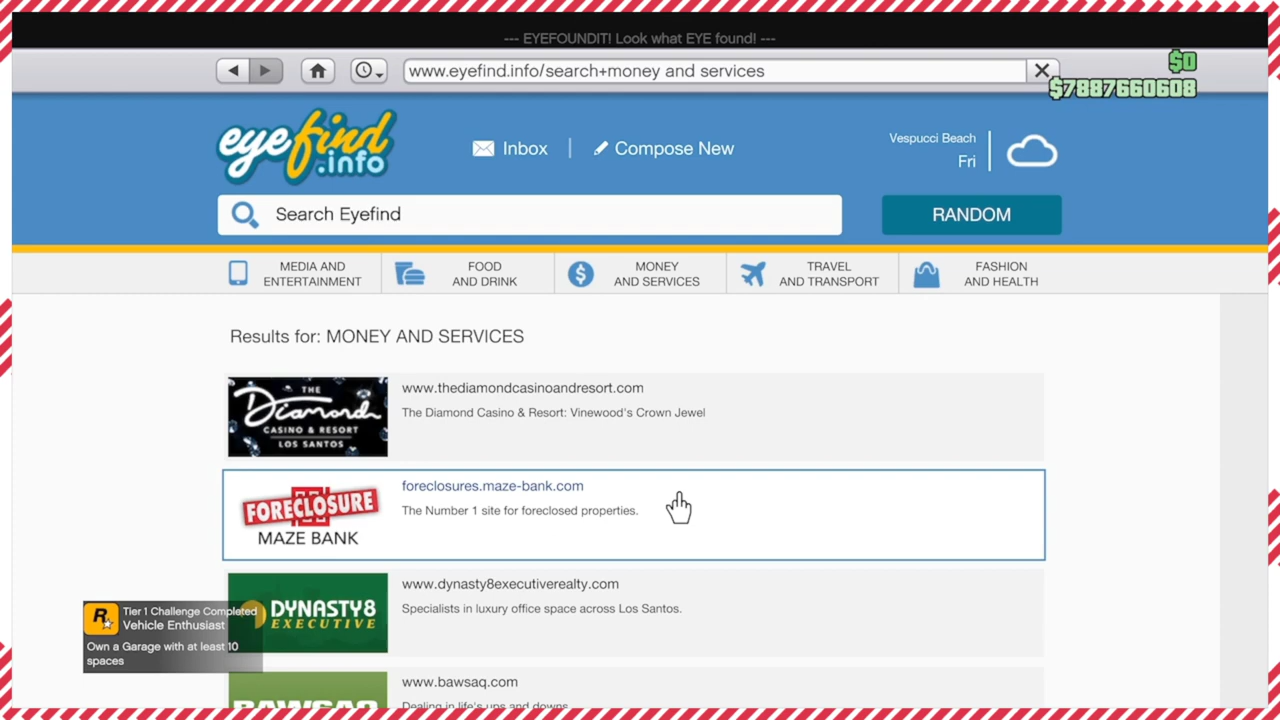 --- EYEFOUNDIT! Look what EYE found! ---
www.eyefind.info/search+money and services
$0
$7887660608
eyefind
.info
Inbox
Compose New
Vespucci Beach
Fri
Search Eyefind
RANDOM
MEDIA AND
ENTERTAINMENT
FOOD
AND DRINK
MONEY
AND SERVICES
TRAVEL
AND TRANSPORT
FASHION
AND HEALTH
Results for: MONEY AND SERVICES
THE
Diamond
CASINO & RESORT
LOS SANTOS
www.thediamondcasinoandresort.com
The Diamond Casino & Resort: Vinewood's Crown Jewel
FORECLOSURE
MAZE BANK
foreclosures.maze-bank.com
The Number 1 site for foreclosed properties.
DYNASTY8
EXECUTIVE
www.dynasty8executiverealty.com
Specialists in luxury office space across Los Santos.
Tier 1 Challenge Completed
Vehicle Enthusiast
Own a Garage with at least 10
spaces
BAWSAQ
www.bawsaq.com
Dealing in life's ups and downs